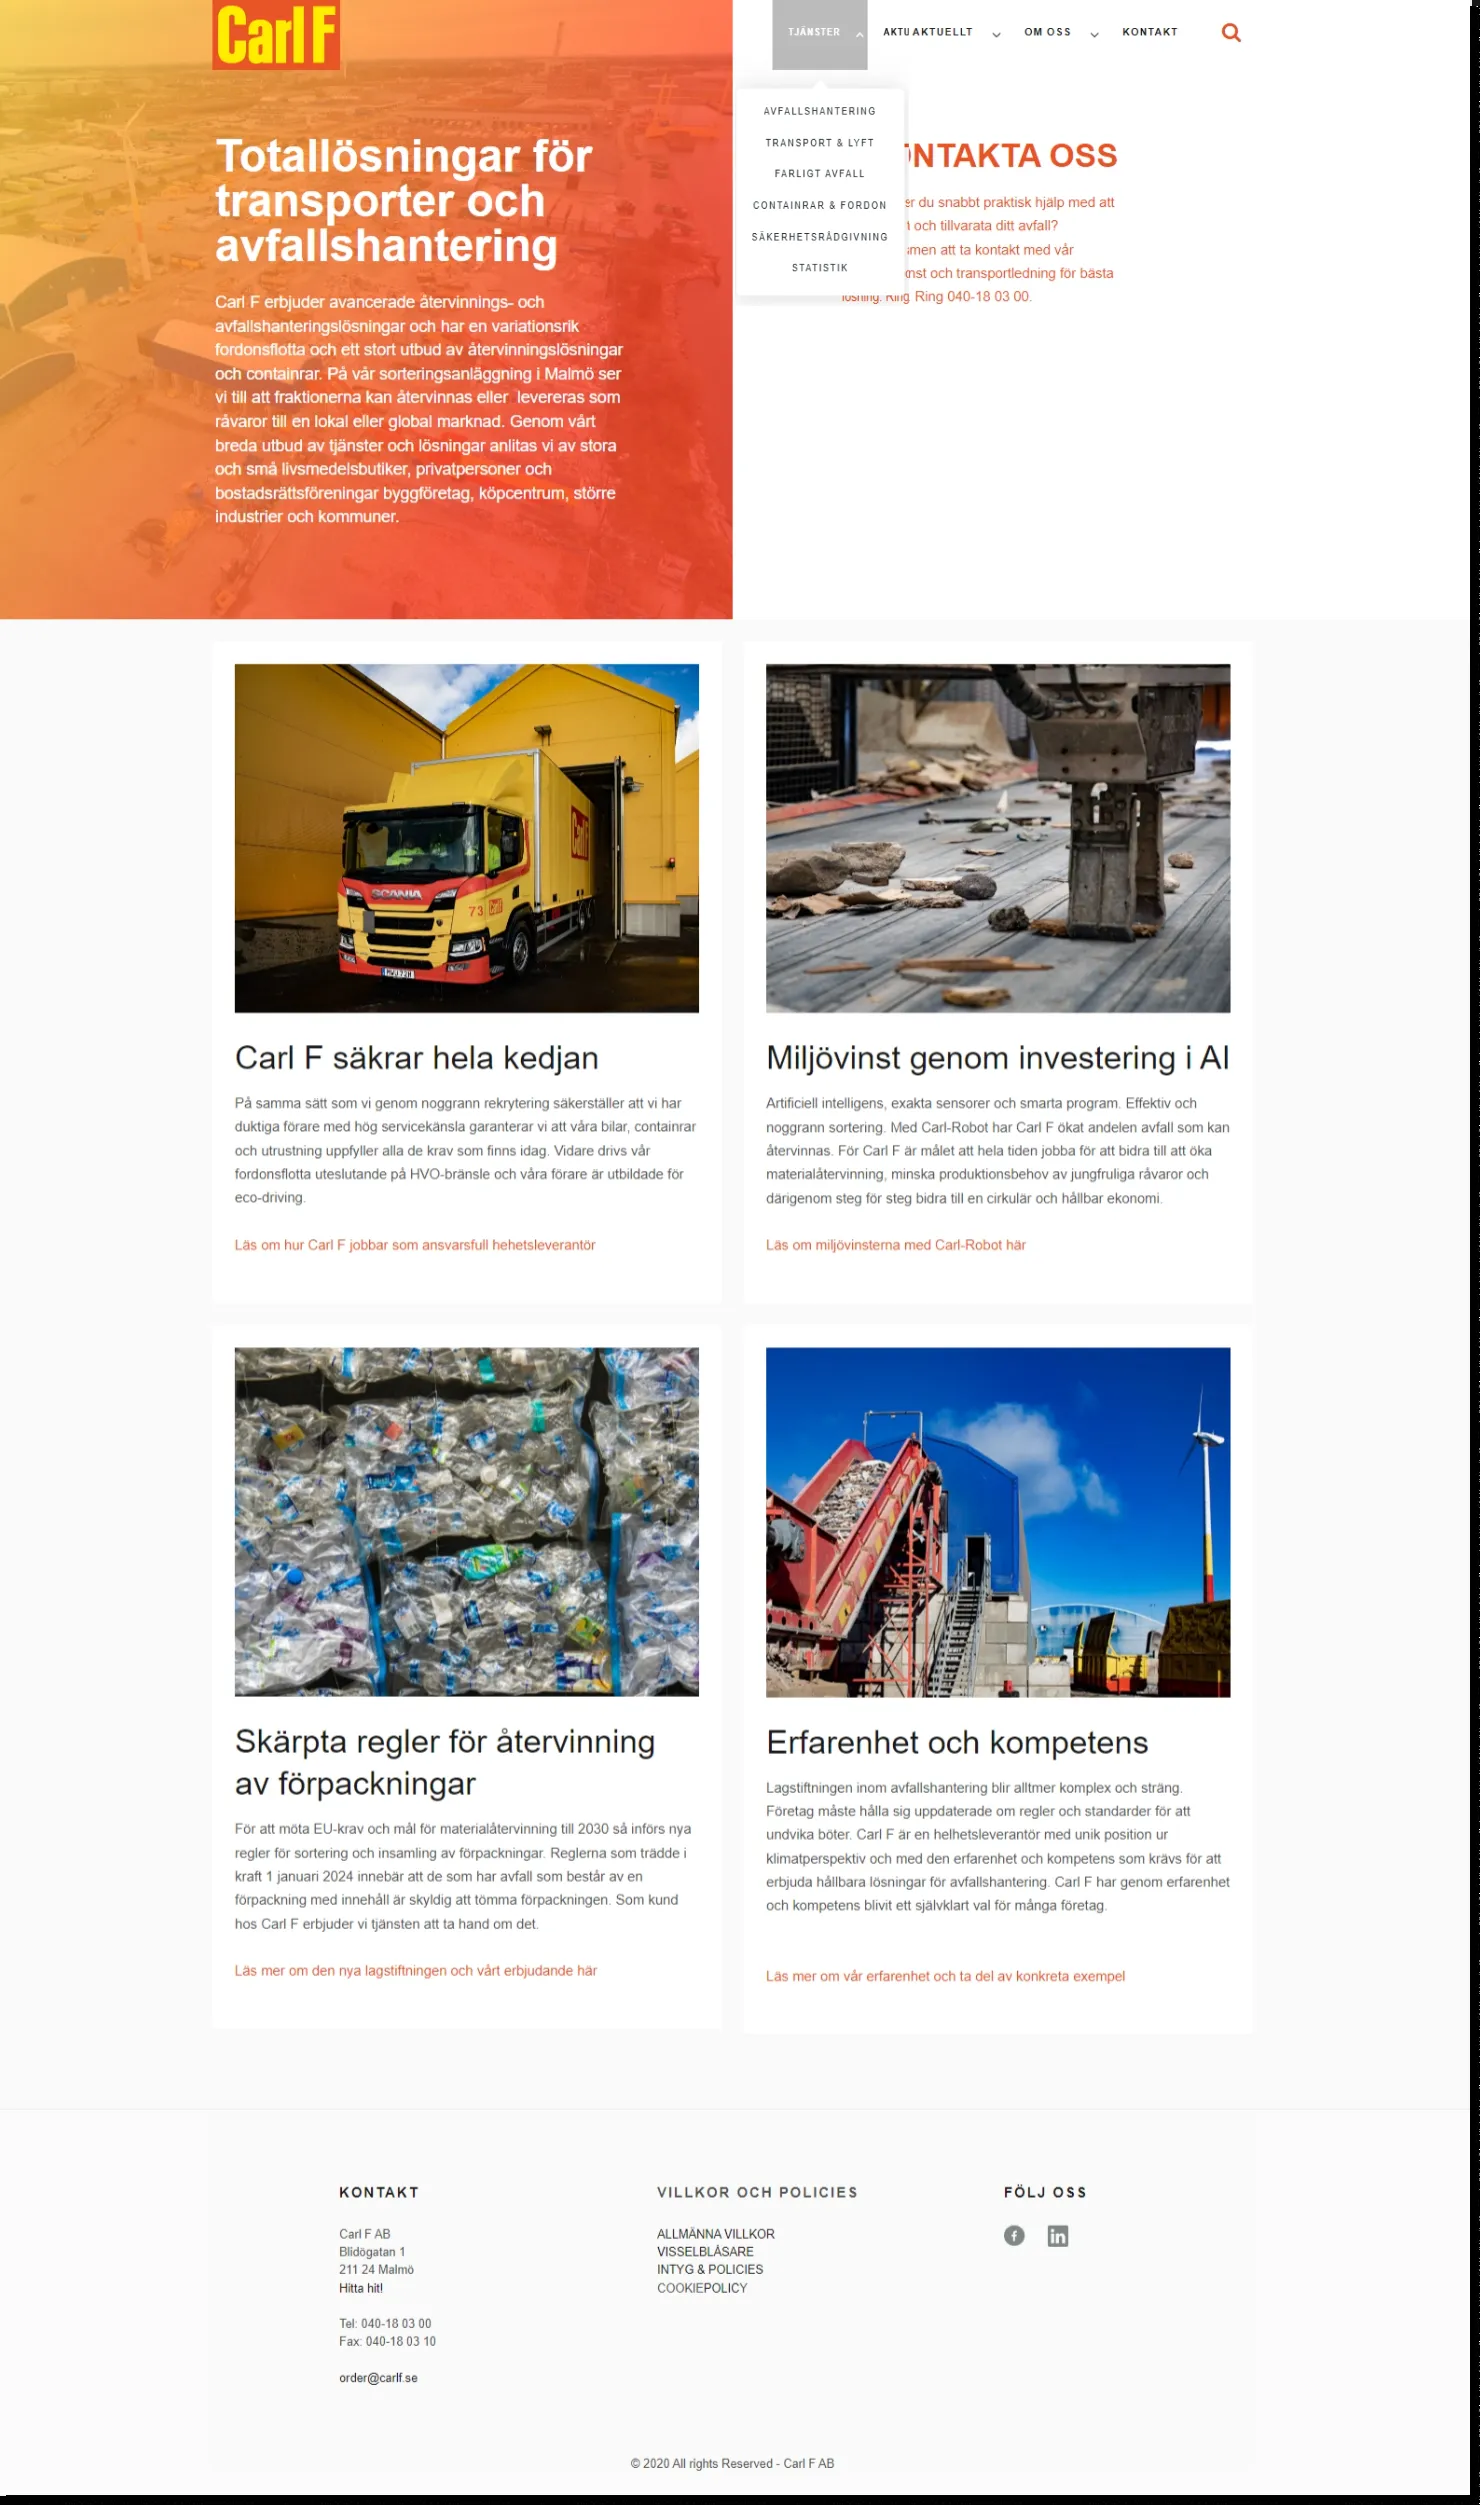 Carl F
TJÄNSTER
AKTUAKTUELLT
OM OSS
KONTAKT
AVFALLSHANTERING
TRANSPORT & LYFT
FARLIGT AVFALL
CONTAINRAR & FORDON
SÄKERHETSRÅDGIVNING
STATISTIK
Totallösningar för
transporter och
avfallshantering
Carl F erbjuder avancerade återvinnings- och
avfallshanteringslösningar och har en variationsrik
fordonsflotta och ett stort utbud av återvinningslösningar
och containrar. På vår sorteringsanläggning i Malmö ser
vi till att fraktionerna kan återvinnas eller levereras som
råvaror till en lokal eller global marknad. Genom vårt
breda utbud av tjänster och lösningar anlitas vi av stora
och små livsmedelsbutiker, privatpersoner och
bostadsrättsföreningar byggföretag, köpcentrum, större
industrier och kommuner.
ONTAKTA OSS
er du snabbt praktisk hjälp med att
och tillvarata ditt avfall?
smen att ta kontakt med vår
nst och transportledning för bästa
lösning. Ring Ring 040-18 03 00.
Carl F
SCANIA
73 Carl F
Carl F säkrar hela kedjan
På samma sätt som vi genom noggrann rekrytering säkerställer att vi har
duktiga förare med hög servicekänsla garanterar vi att våra bilar, containrar
och utrustning uppfyller alla de krav som finns idag. Vidare drivs vår
fordonsflotta uteslutande på HVO-bränsle och våra förare är utbildade för
eco-driving.
Läs om hur Carl F jobbar som ansvarsfull hehetsleverantör
Miljövinst genom investering i AI
Artificiell intelligens, exakta sensorer och smarta program. Effektiv och
noggrann sortering. Med Carl-Robot har Carl F ökat andelen avfall som kan
återvinnas. För Carl F är målet att hela tiden jobba för att bidra till att öka
materialåtervinning, minska produktionsbehov av jungfruliga råvaror och
därigenom steg för steg bidra till en cirkulär och hållbar ekonomi.
Läs om miljövinsterna med Carl-Robot här
Skärpta regler för återvinning
av förpackningar
För att möta EU-krav och mål för materialåtervinning till 2030 så införs nya
regler för sortering och insamling av förpackningar. Reglerna som trädde i
kraft 1 januari 2024 innebär att de som har avfall som består av en
förpackning med innehåll är skyldig att tömma förpackningen. Som kund
hos Carl F erbjuder vi tjänsten att ta hand om det.
Läs mer om den nya lagstiftningen och vårt erbjudande här
Erfarenhet och kompetens
Lagstiftningen inom avfallshantering blir alltmer komplex och sträng.
Företag måste hålla sig uppdaterade om regler och standarder för att
undvika böter. Carl F är en helhetsleverantör med unik position ur
klimatperspektiv och med den erfarenhet och kompetens som krävs för att
erbjuda hållbara lösningar för avfallshantering. Carl F har genom erfarenhet
och kompetens blivit ett självklart val för många företag.
Läs mer om vår erfarenhet och ta del av konkreta exempel
KONTAKT
Carl F AB
Blidögatan 1
211 24 Malmö
Hitta hit!
Tel: 040-18 03 00
Fax: 040-18 03 10
order@carlf.se
VILLKOR OCH POLICIES
ALLMÄNNA VILLKOR
VISSELBLÅSARE
INTYG & POLICIES
COOKIEPOLICY
FÖLJ OSS
© 2020 All rights Reserved - Carl F AB